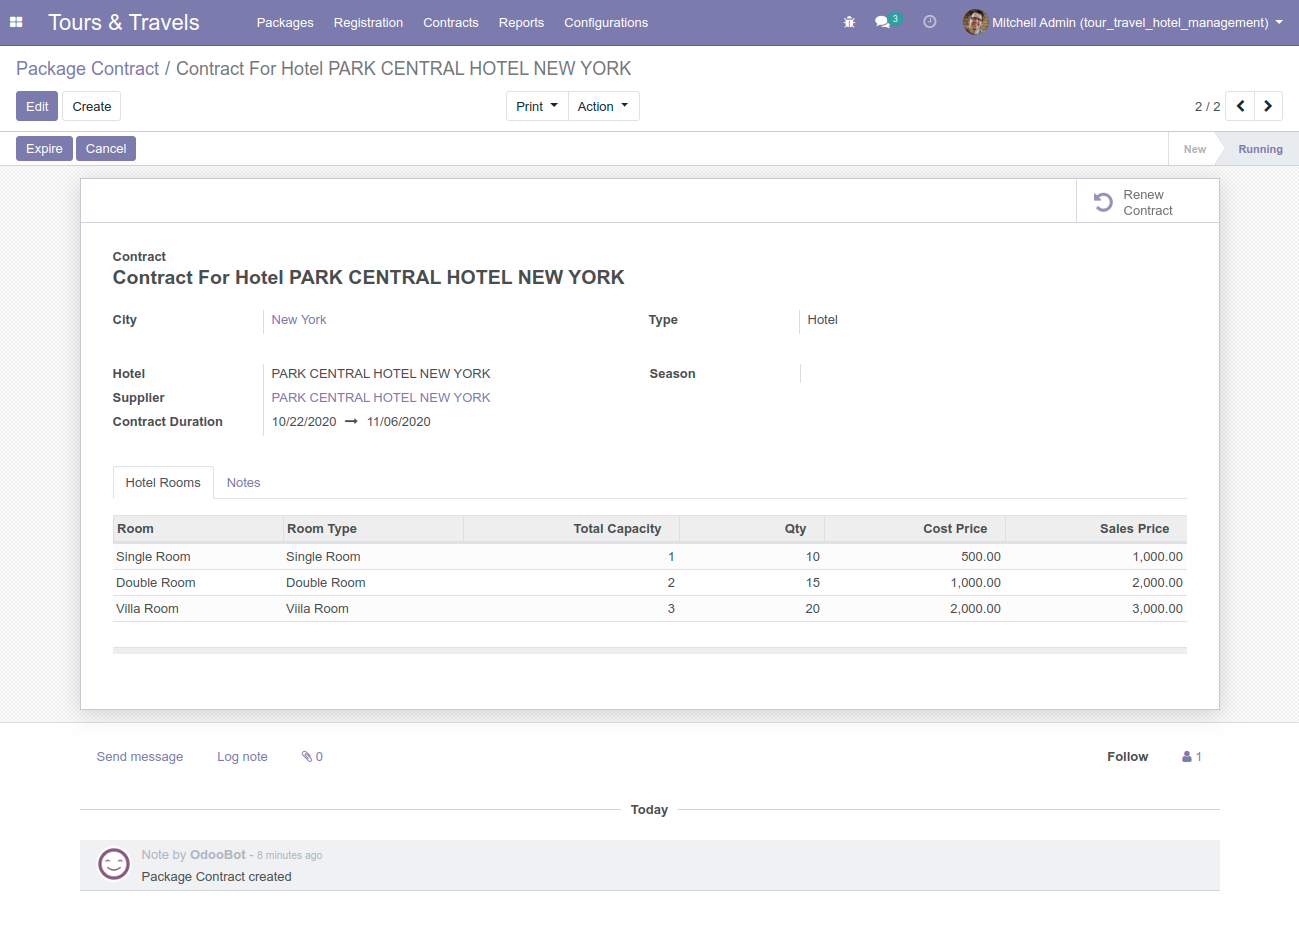 Tours & Travels Packages Registration Contracts Reports Configurations 3 Mitchell Admin (tour_travel_hotel_management)
Package Contract / Contract For Hotel PARK CENTRAL HOTEL NEW YORK
Edit Create Print Action 2 / 2
Expire Cancel New Running
Renew
Contract
Contract
Contract For Hotel PARK CENTRAL HOTEL NEW YORK
City New York Type Hotel
Hotel PARK CENTRAL HOTEL NEW YORK Season
Supplier PARK CENTRAL HOTEL NEW YORK
Contract Duration 10/22/2020 → 11/06/2020
Hotel Rooms Notes
Room Room Type Total Capacity Qty Cost Price Sales Price
Single Room Single Room 1 10 500.00 1,000.00
Double Room Double Room 2 15 1,000.00 2,000.00
Villa Room Villa Room 3 20 2,000.00 3,000.00
Send message Log note 0 Follow 1
Today
Note by OdooBot - 8 minutes ago
Package Contract created